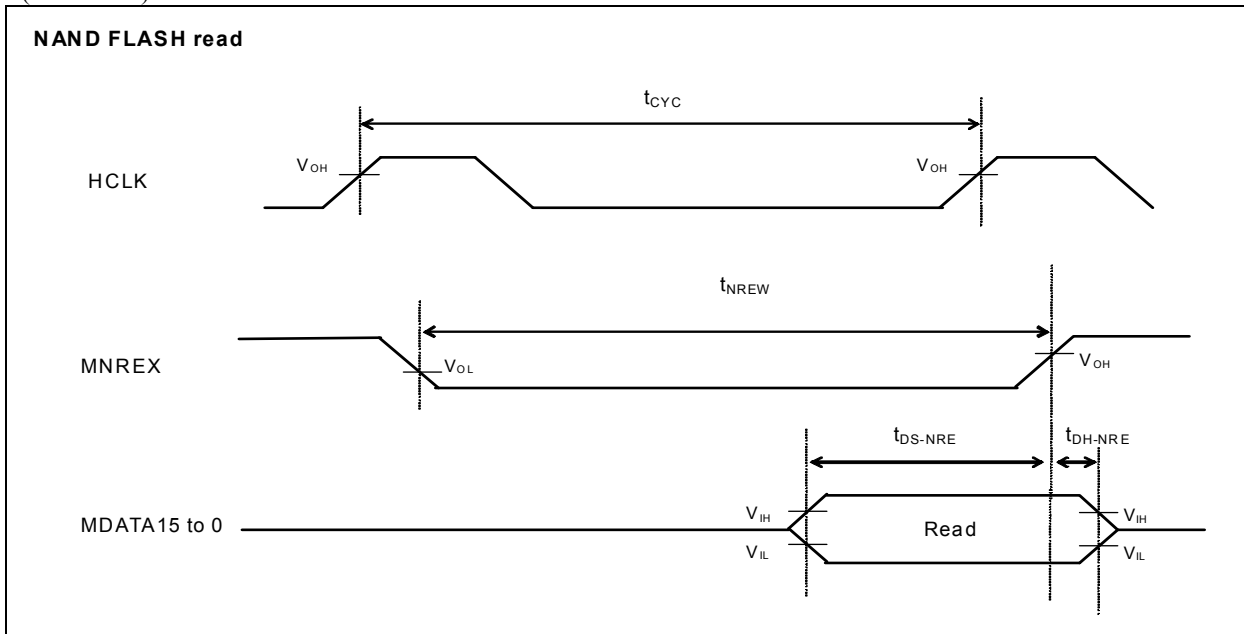 NAND FLASH read
tCYC
VOH
VOH
HCLK
tNREW
MNREX
VOL
VOH
tDS-NRE
tDH-NRE
MDATA15 to 0
VIH
VIL
Read
VIH
VIL